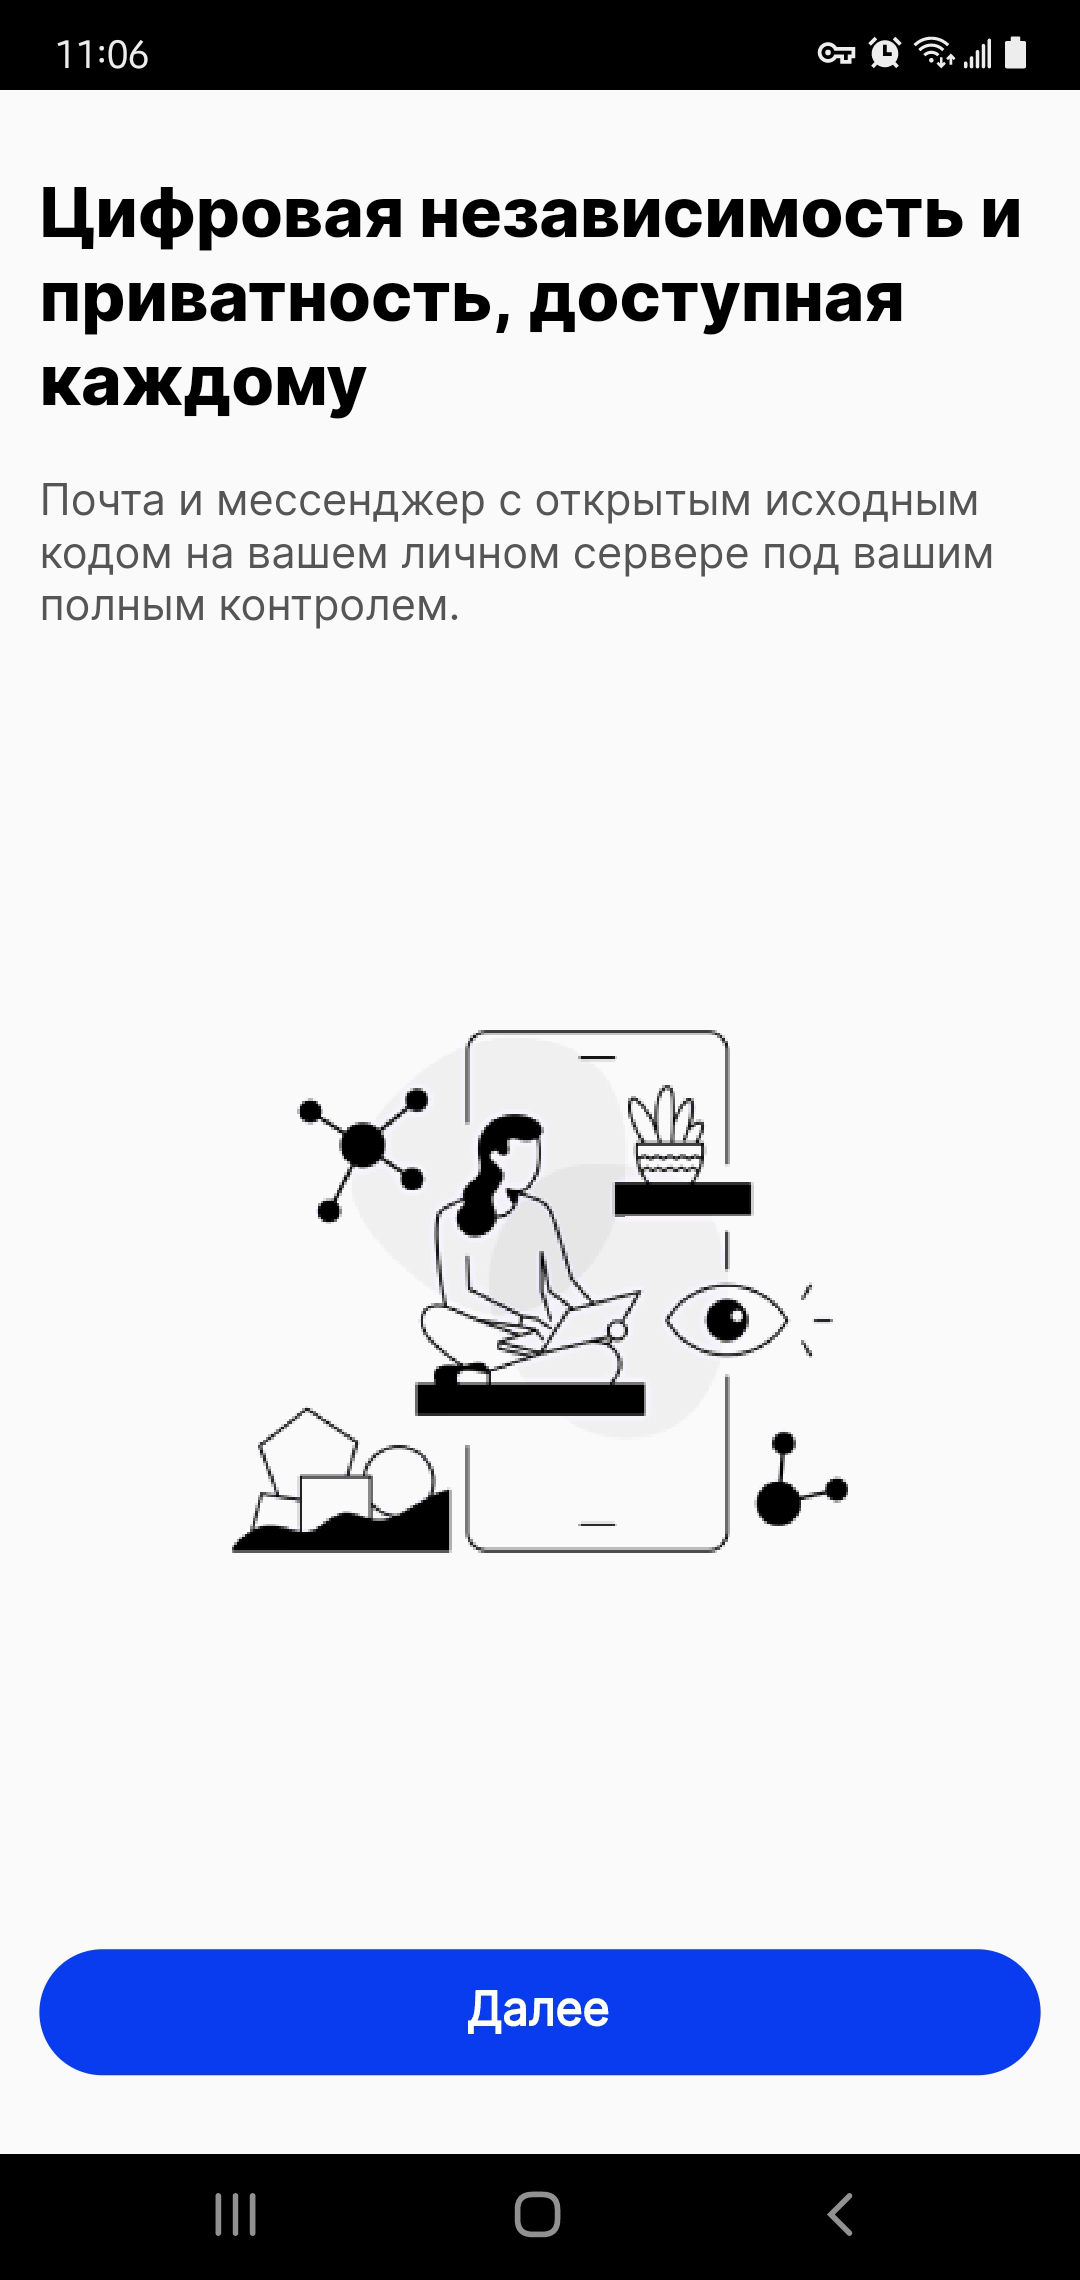 11:06
Цифровая независимость и
приватность, доступная
каждому
Почта и мессенджер с открытым исходным
кодом на вашем личном сервере под вашим
полным контролем.
Далее